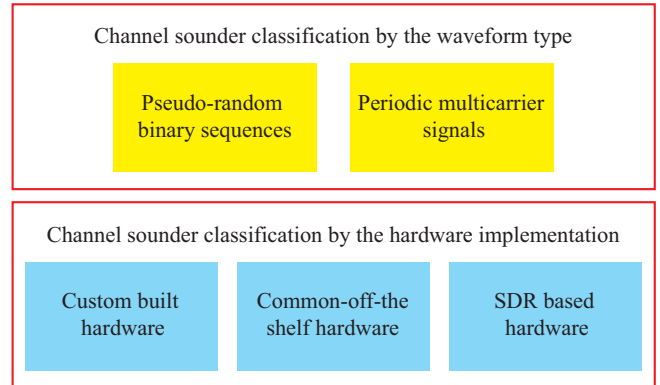 Channel sounder classification by the waveform type
Pseudo-random
binary sequences
Periodic multicarrier
signals
Channel sounder classification by the hardware implementation
Custom built
hardware
Common-off-the
shelf hardware
SDR based
hardware